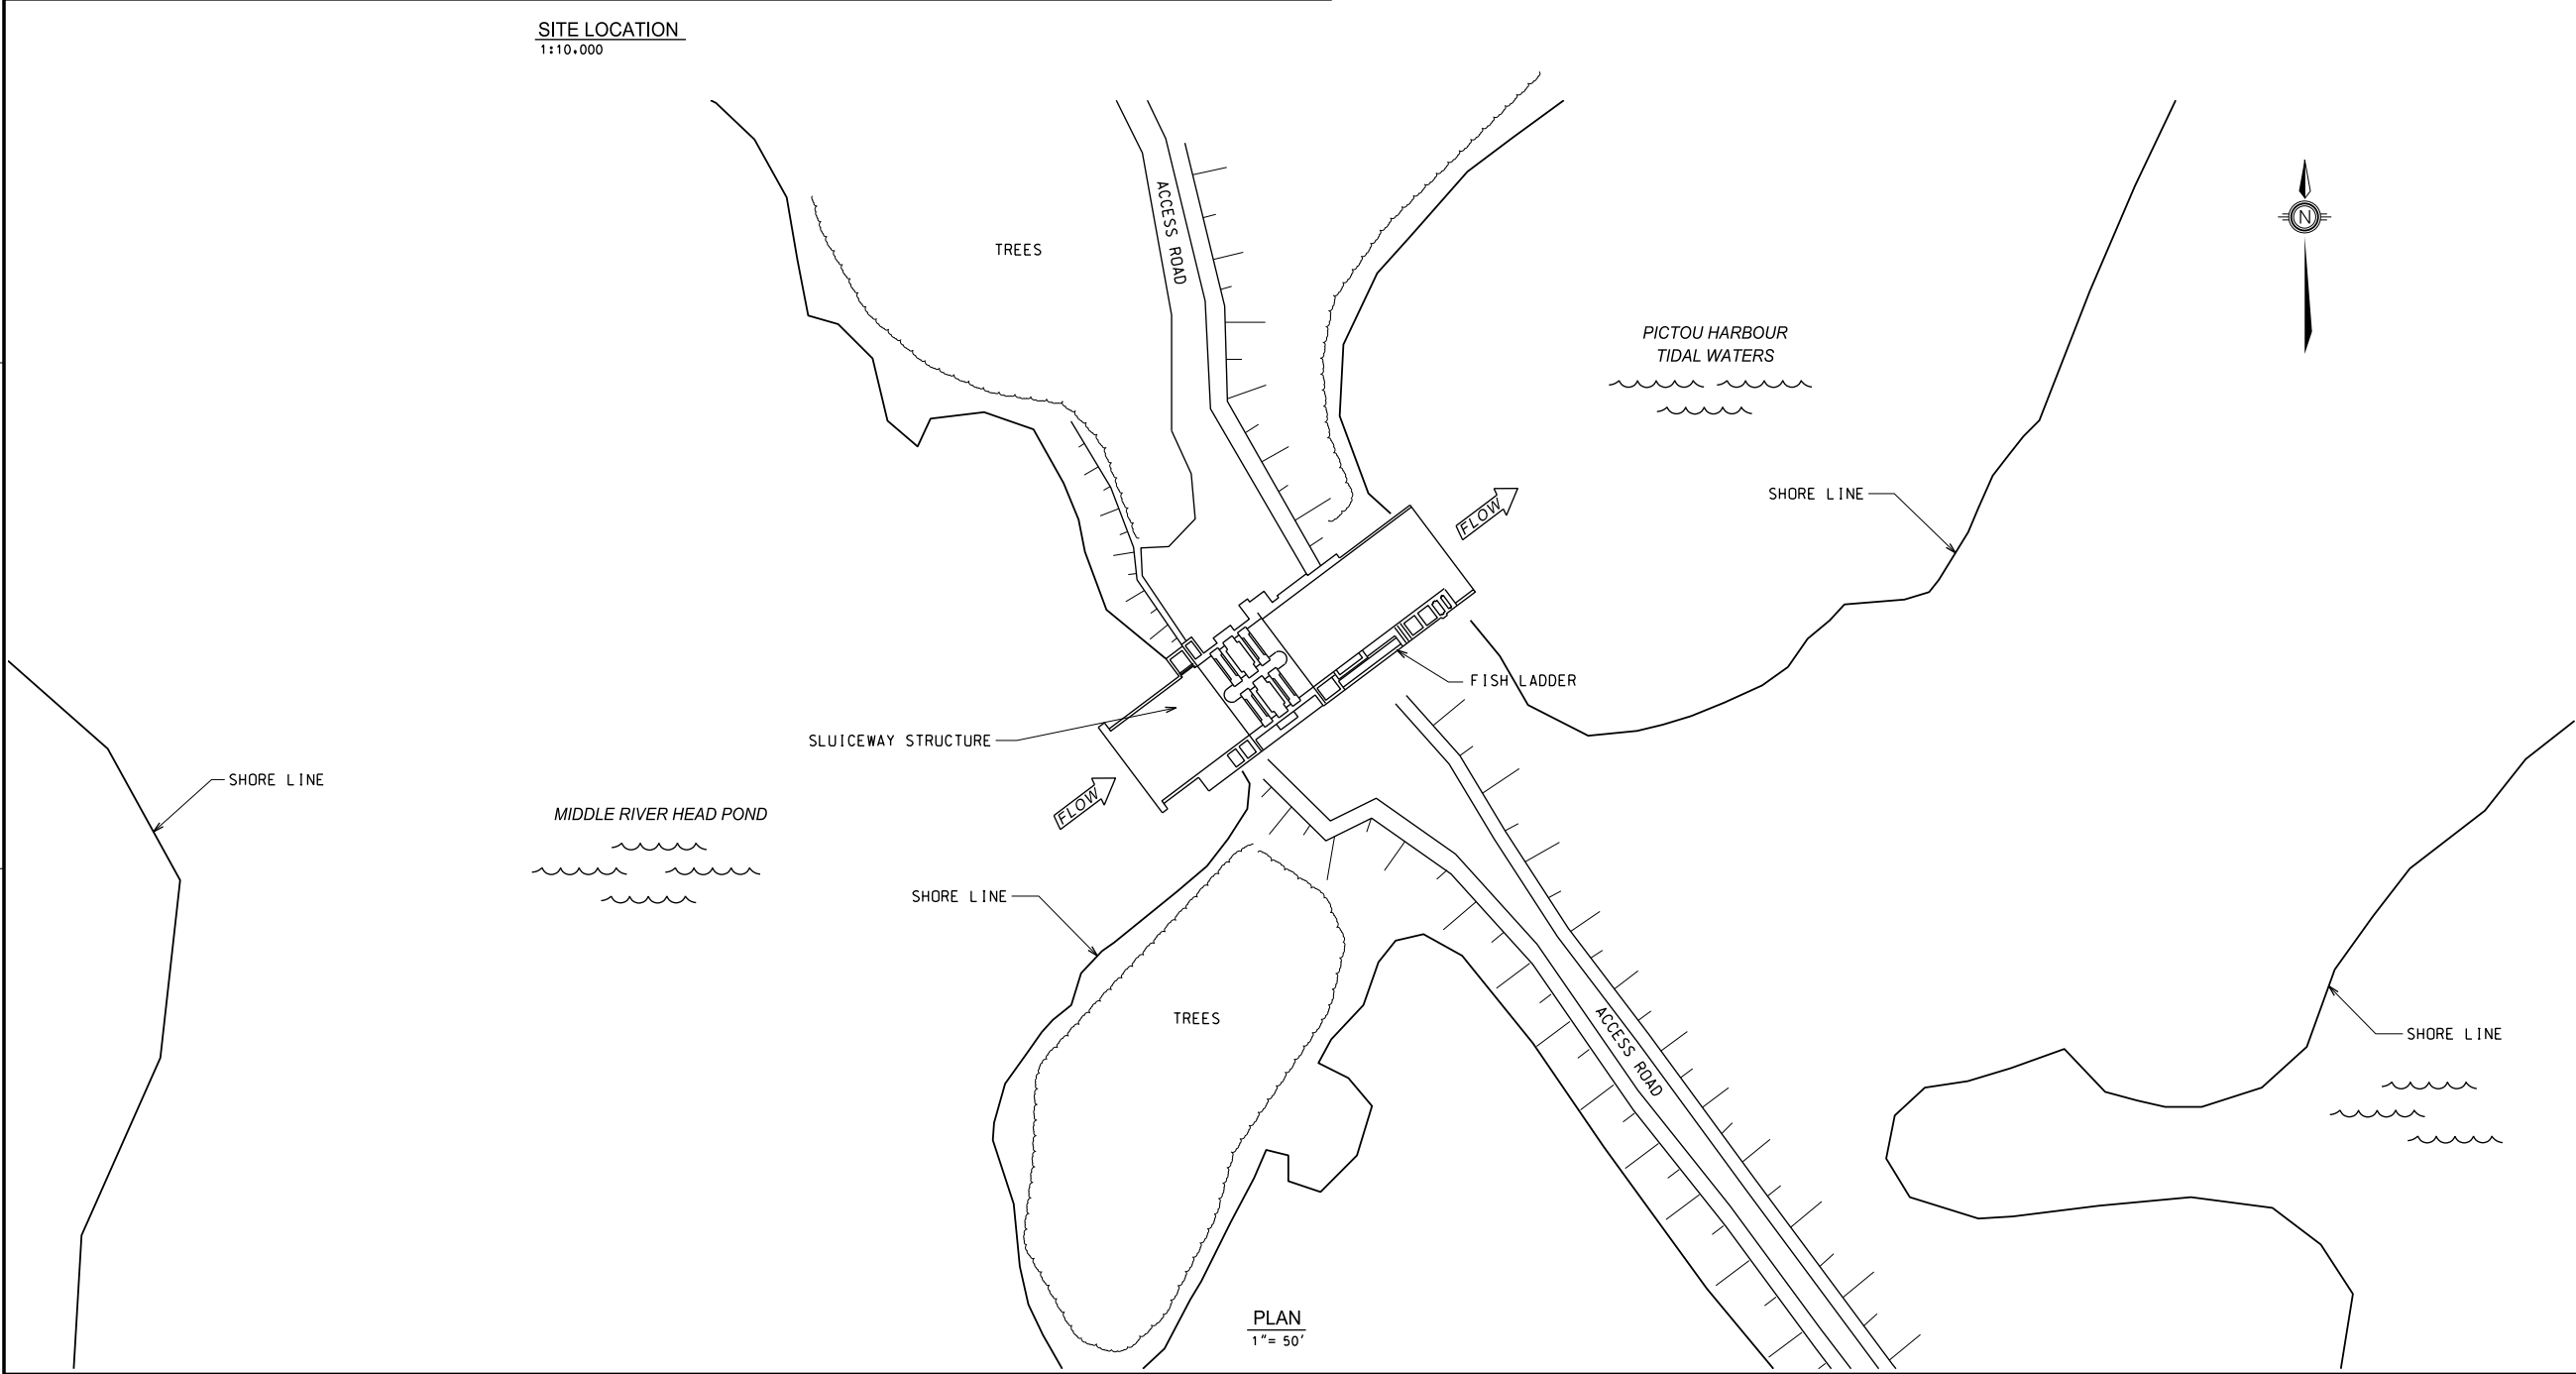 SITE LOCATION
1:10,000
TREES
ACCESS ROAD
N
PICTOU HARBOUR
TIDAL WATERS
SHORE LINE
FLOW
FISH LADDER
SLUICEWAY STRUCTURE
SHORE LINE
MIDDLE RIVER HEAD POND
FLOW
SHORE LINE
TREES
ACCESS ROAD
SHORE LINE
PLAN
1"= 50'